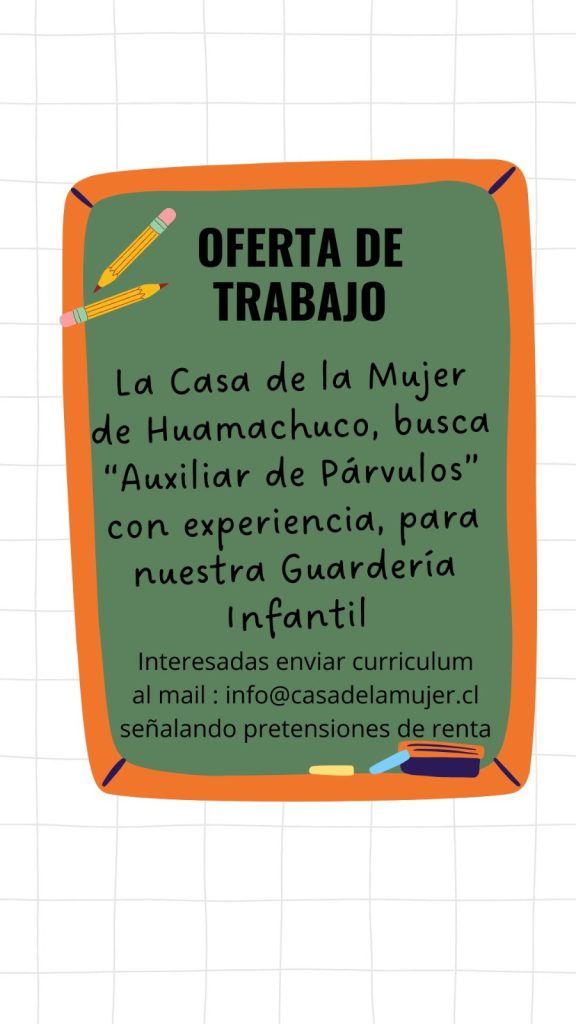 OFERTA DE
TRABAJO
La Casa de la Mujer
de Huamachuco, busca
“Auxiliar de Párvulos”
con experiencia, para
nuestra Guardería
Infantil
Interesadas enviar curriculum
al mail : info@casadelamujer.cl
señalando pretensiones de renta